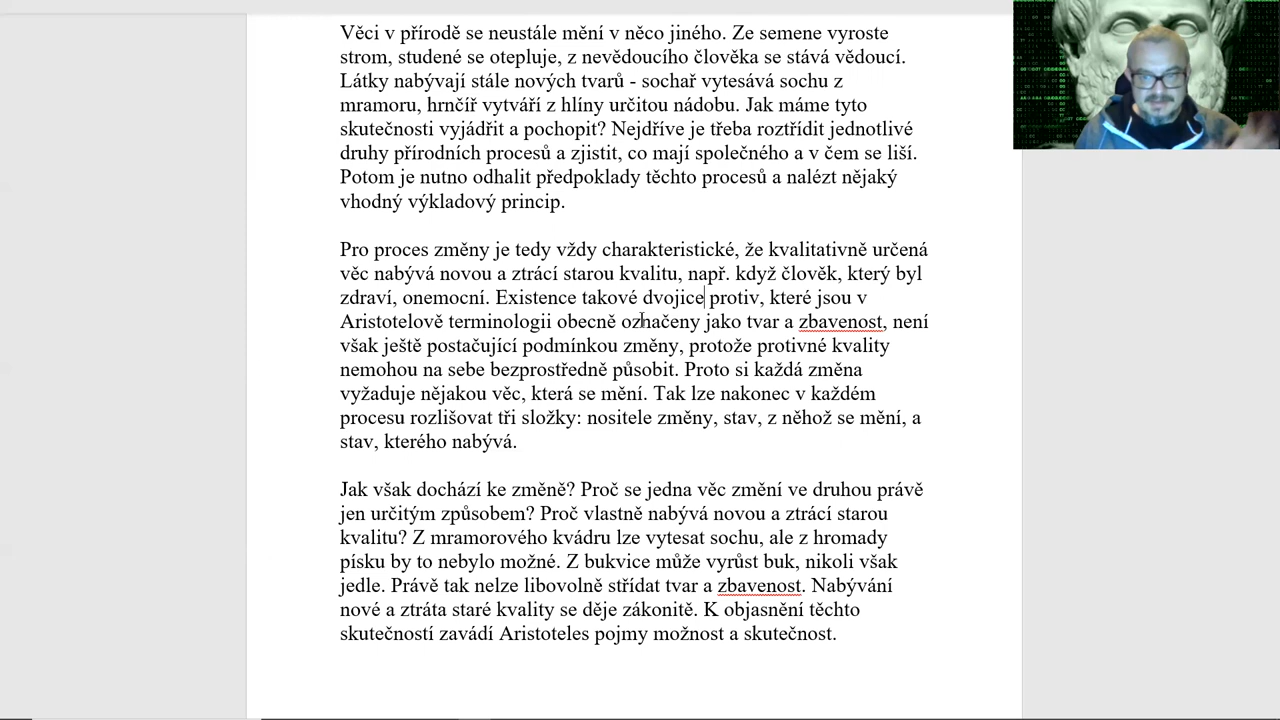 Věci v přírodě se neustále mění v něco jiného. Ze semene vyroste
strom, studené se otepluje, z nevědoucího člověka se stává vědoucí.
Látky nabývají stále nových tvarů - sochař vytesává sochu z
mramoru, hrnčíř vytváří z hlíny určitou nádobu. Jak máme tyto
skutečnosti vyjádřit a pochopit? Nejdříve je třeba roztřídit jednotlivé
druhy přírodních procesů a zjistit, co mají společného a v čem se liší.
Potom je nutno odhalit předpoklady těchto procesů a nalézt nějaký
vhodný výkladový princip.
Pro proces změny je tedy vždy charakteristické, že kvalitativně určená
věc nabývá novou a ztrácí starou kvalitu, např. když člověk, který byl
zdraví, onemocní. Existence takové dvojice protiv, které jsou v
Aristotelově terminologii obecně označeny jako tvar a zbavenost, není
však ještě postačující podmínkou změny, protože protivné kvality
nemohou na sebe bezprostředně působit. Proto si každá změna
vyžaduje nějakou věc, která se mění. Tak lze nakonec v každém
procesu rozlišovat tři složky: nositele změny, stav, z něhož se mění, a
stav, kterého nabývá.
Jak však dochází ke změně? Proč se jedna věc změní ve druhou právě
jen určitým způsobem? Proč vlastně nabývá novou a ztrácí starou
kvalitu? Z mramorového kvádru lze vytesat sochu, ale z hromady
písku by to nebylo možné. Z bukvice může vyrůst buk, nikoli však
jedle. Právě tak nelze libovolně střídat tvar a zbavenost. Nabývání
nové a ztráta staré kvality se děje zákonitě. K objasnění těchto
skutečností zavádí Aristoteles pojmy možnost a skutečnost.